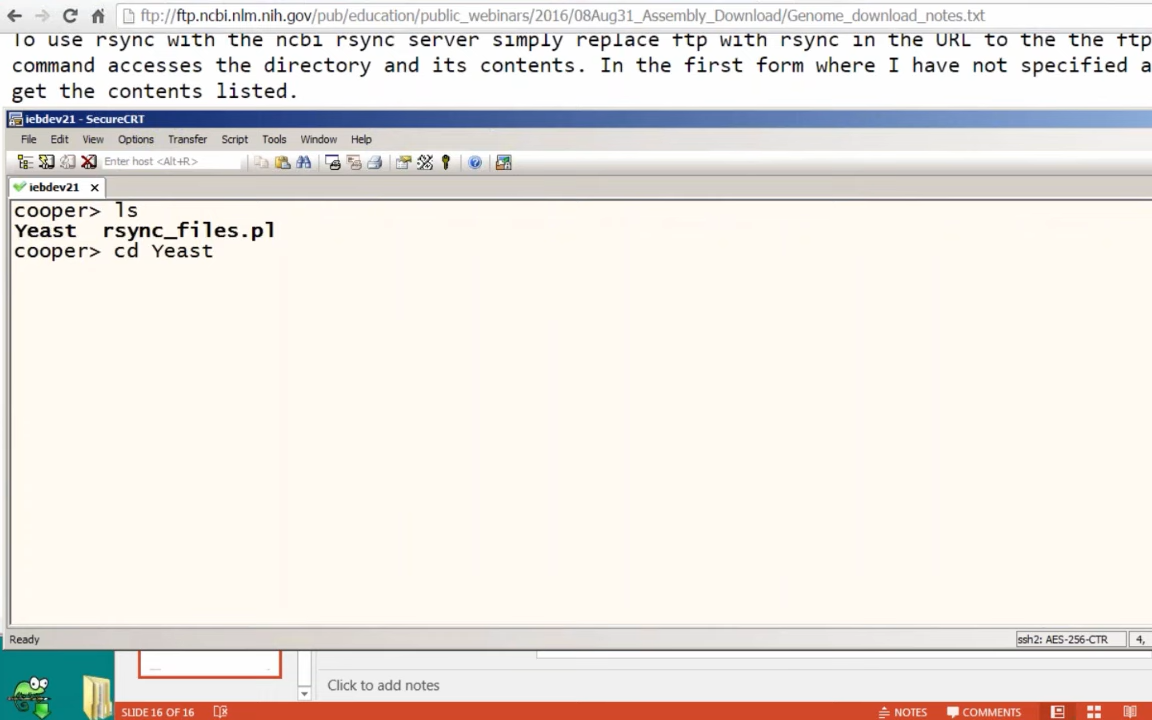 ftp://ftp.ncbi.nlm.nih.gov/pub/education/public_webinars/2016/08Aug31_Assembly_Download/Genome_download_notes.txt
To use rsync with the ncbi rsync server simply replace ftp with rsync in the URL to the the ftp
command accesses the directory and its contents. In the first form where I have not specified a
get the contents listed.
iebdev21 - SecureCRT
File Edit View Options Transfer Script Tools Window Help
Enter host <Alt+R>
iebdev21
cooper> ls
Yeast rsync_files.pl
cooper> cd Yeast
Ready ssh2: AES-256-CTR 4,
Click to add notes
SLIDE 16 OF 16 NOTES COMMENTS